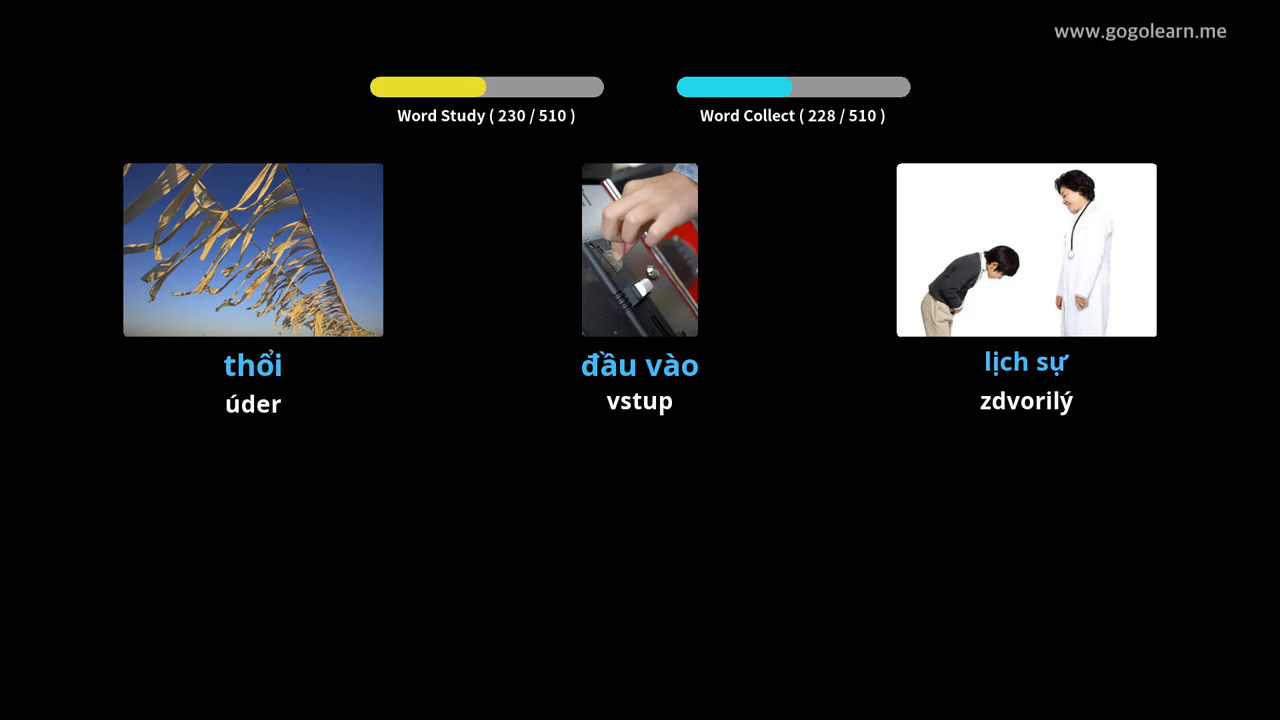 www.gogolearn.me
Word Study ( 230 / 510 )
Word Collect ( 228 / 510 )
thổi
đầu vào
lịch sự
úder
vstup
zdvorilý